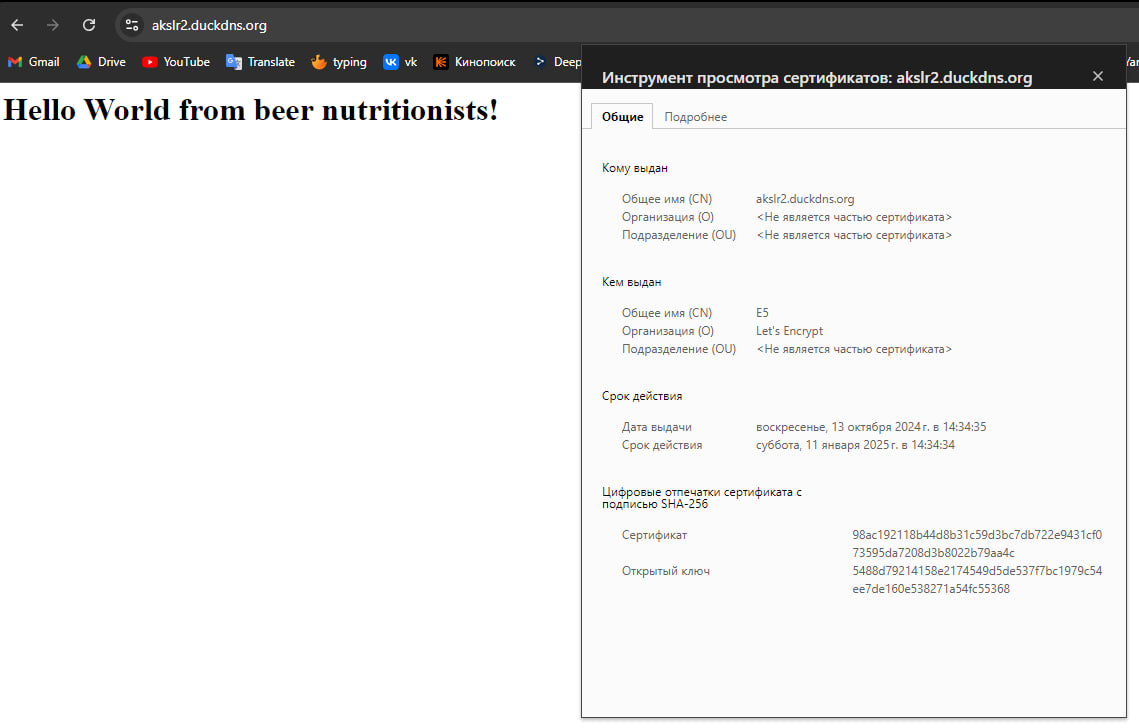 akslr2.duckdns.org
Gmail Drive YouTube Translate typing vk Кинопоиск Deep
Hello World from beer nutritionists!
Инструмент просмотра сертификатов: akslr2.duckdns.org
Общие Подробнее
Кому выдан
Общее имя (CN) akslr2.duckdns.org
Организация (O) <Не является частью сертификата>
Подразделение (OU) <Не является частью сертификата>
Кем выдан
Общее имя (CN) E5
Организация (O) Let's Encrypt
Подразделение (OU) <Не является частью сертификата>
Срок действия
Дата выдачи воскресенье, 13 октября 2024 г. в 14:34:35
Срок действия суббота, 11 января 2025 г. в 14:34:34
Цифровые отпечатки сертификата с
подписью SHA-256
Сертификат 98ac192118b44d8b31c59d3bc7db722e9431cf0
73595da7208d3b8022b79aa4c
Открытый ключ 5488d79214158e2174549d5de537f7bc1979c54
ee7de160e538271a54fc55368